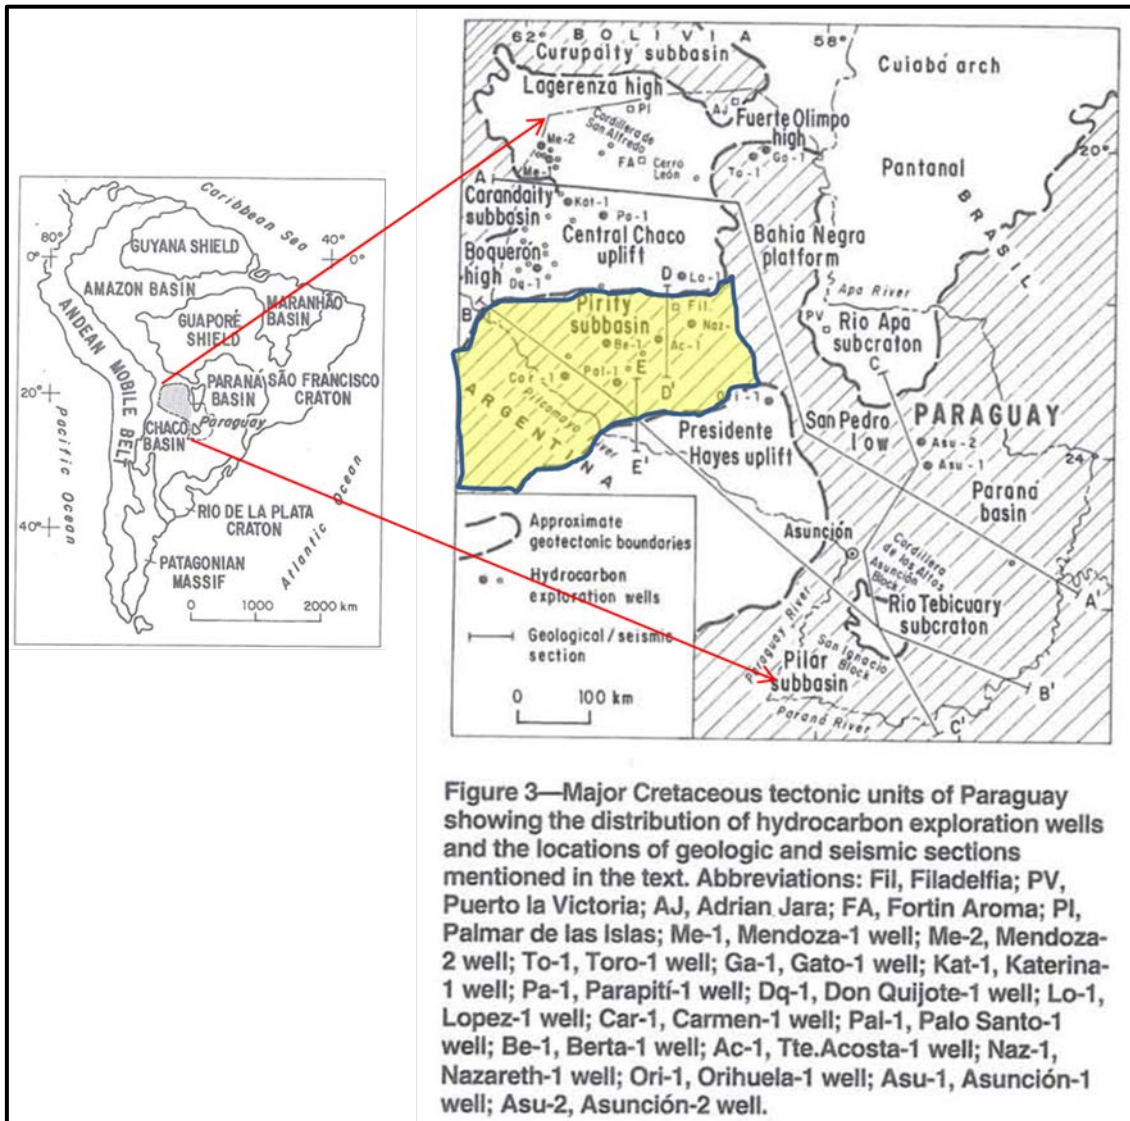 Caribbean Sea
80°
40°
0°
0°
GUYANA SHIELD
AMAZON BASIN
MARANHÃO
BASIN
GUAPORÉ
SHIELD
ANDEAN MOBILE BELT
20°
20°
PARANÁ
BASIN
SÃO FRANCISCO
CRATON
Paraguay
CHACO
BASIN
Pacific Ocean
RIO DE LA PLATA
CRATON
40°
Atlantic Ocean
PATAGONIAN
MASSIF
0 1000 2000 km
62° BOLIVIA 58°
Curupaity subbasin
Cuiabá arch
Lagerenza high
PI
AJ
Fuerte Olimpo
high
Cordillera de
San Alfredo
Me-2
FA
Cerro
León
Ga-1
20°
Me-1
To-1
Pantanal
A
BRASIL
Carandaity
subbasin
Kat-1
Pa-1
Central Chaco
uplift
Bahia Negra
platform
Boquerón
high
Dq-1
D
Lo-1
Apa River
B
Pirity
subbasin
Fil.
Naz-
PV
Rio Apa
subcraton
Be-1
Ac-1
C
Car-1
Pal-1
E
D'
Pilcomayo River
ARGENTINA
E'
Presidente
Hayes uplift
San Pedro
low
PARAGUAY
Asu-2
Asu-1
24°
Paraná
basin
Approximate
geotectonic boundaries
Asunción
Cordillera
de los Altos
Asunción
Block
Hydrocarbon
exploration wells
Rio Tebicuary
subcraton
A'
Geological/seismic
section
Paraguay River
San Ignacio
Block
Pilar
subbasin
B'
0 100 km
Paraná River
C'
Figure 3—Major Cretaceous tectonic units of Paraguay
showing the distribution of hydrocarbon exploration wells
and the locations of geologic and seismic sections
mentioned in the text. Abbreviations: Fil, Filadelfia; PV,
Puerto la Victoria; AJ, Adrian Jara; FA, Fortin Aroma; PI,
Palmar de las Islas; Me-1, Mendoza-1 well; Me-2, Mendoza-
2 well; To-1, Toro-1 well; Ga-1, Gato-1 well; Kat-1, Katerina-
1 well; Pa-1, Parapití-1 well; Dq-1, Don Quijote-1 well; Lo-1,
Lopez-1 well; Car-1, Carmen-1 well; Pal-1, Palo Santo-1
well; Be-1, Berta-1 well; Ac-1, Tte.Acosta-1 well; Naz-1,
Nazareth-1 well; Ori-1, Orihuela-1 well; Asu-1, Asunción-1
well; Asu-2, Asunción-2 well.